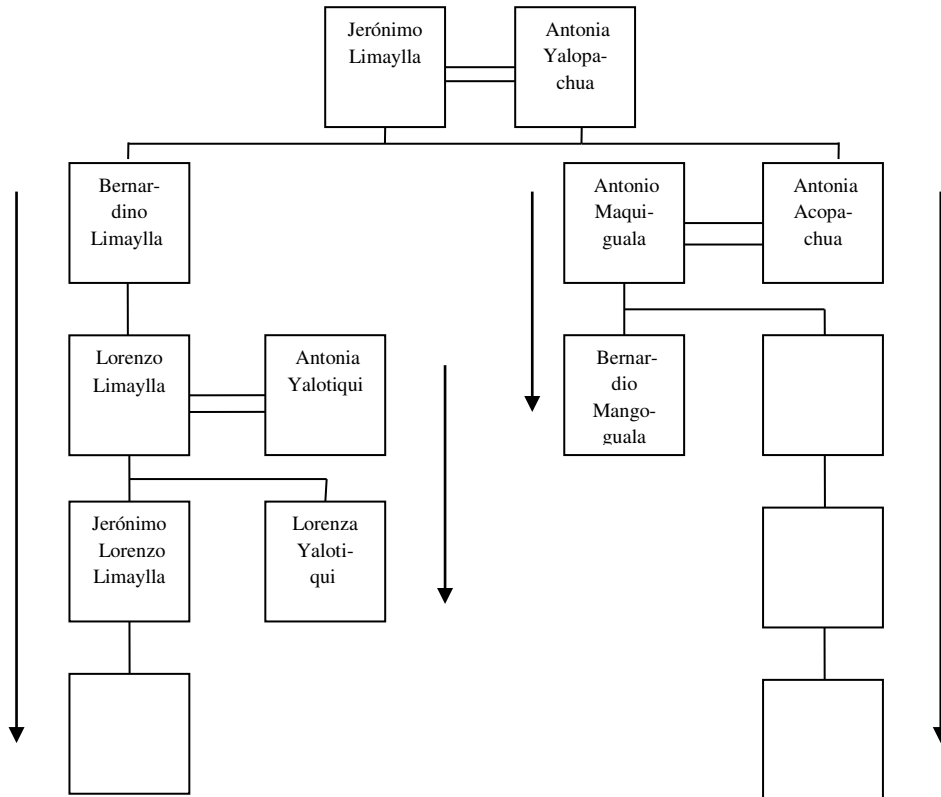 Jerónimo
Limaylla
Antonia
Yalopa-
chua
Bernar-
dino
Limaylla
Antonio
Maqui-
guala
Antonia
Acopa-
chua
Lorenzo
Limaylla
Antonia
Yalotiqui
Bernar-
dio
Mango-
guala
Jerónimo
Lorenzo
Limaylla
Lorenza
Yaloti-
qui